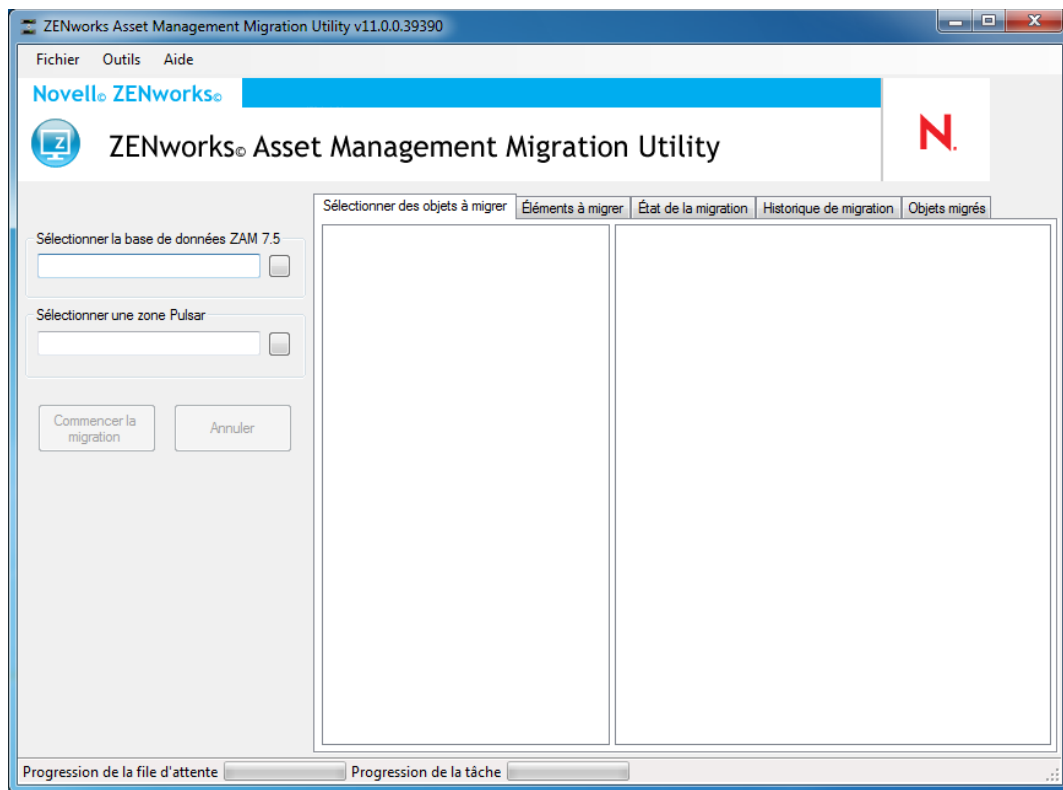 ZENworks Asset Management Migration Utility v11.0.0.39390
Fichier Outils Aide
Novell© ZENworks©
ZENworks© Asset Management Migration Utility
N.
Sélectionner des objets à migrer Éléments à migrer État de la migration Historique de migration Objets migrés
Sélectionner la base de données ZAM 7.5
Sélectionner une zone Pulsar
Commencer la
migration
Annuler
Progression de la file d'attente Progression de la tâche